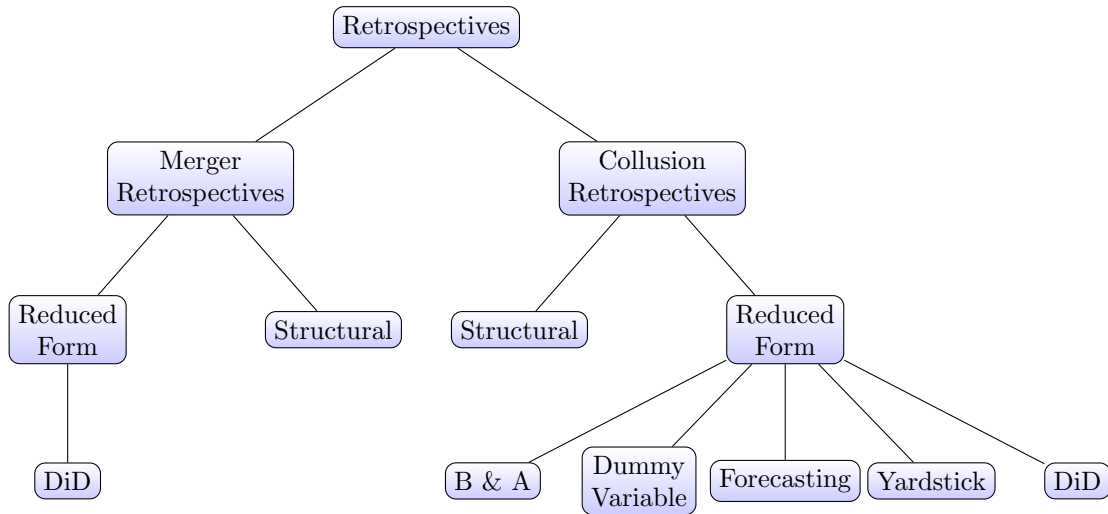 Retrospectives
Merger
Retrospectives
Collusion
Retrospectives
Reduced
Form
Structural
Structural
Reduced
Form
DiD
B & A
Dummy
Variable
Forecasting
Yardstick
DiD